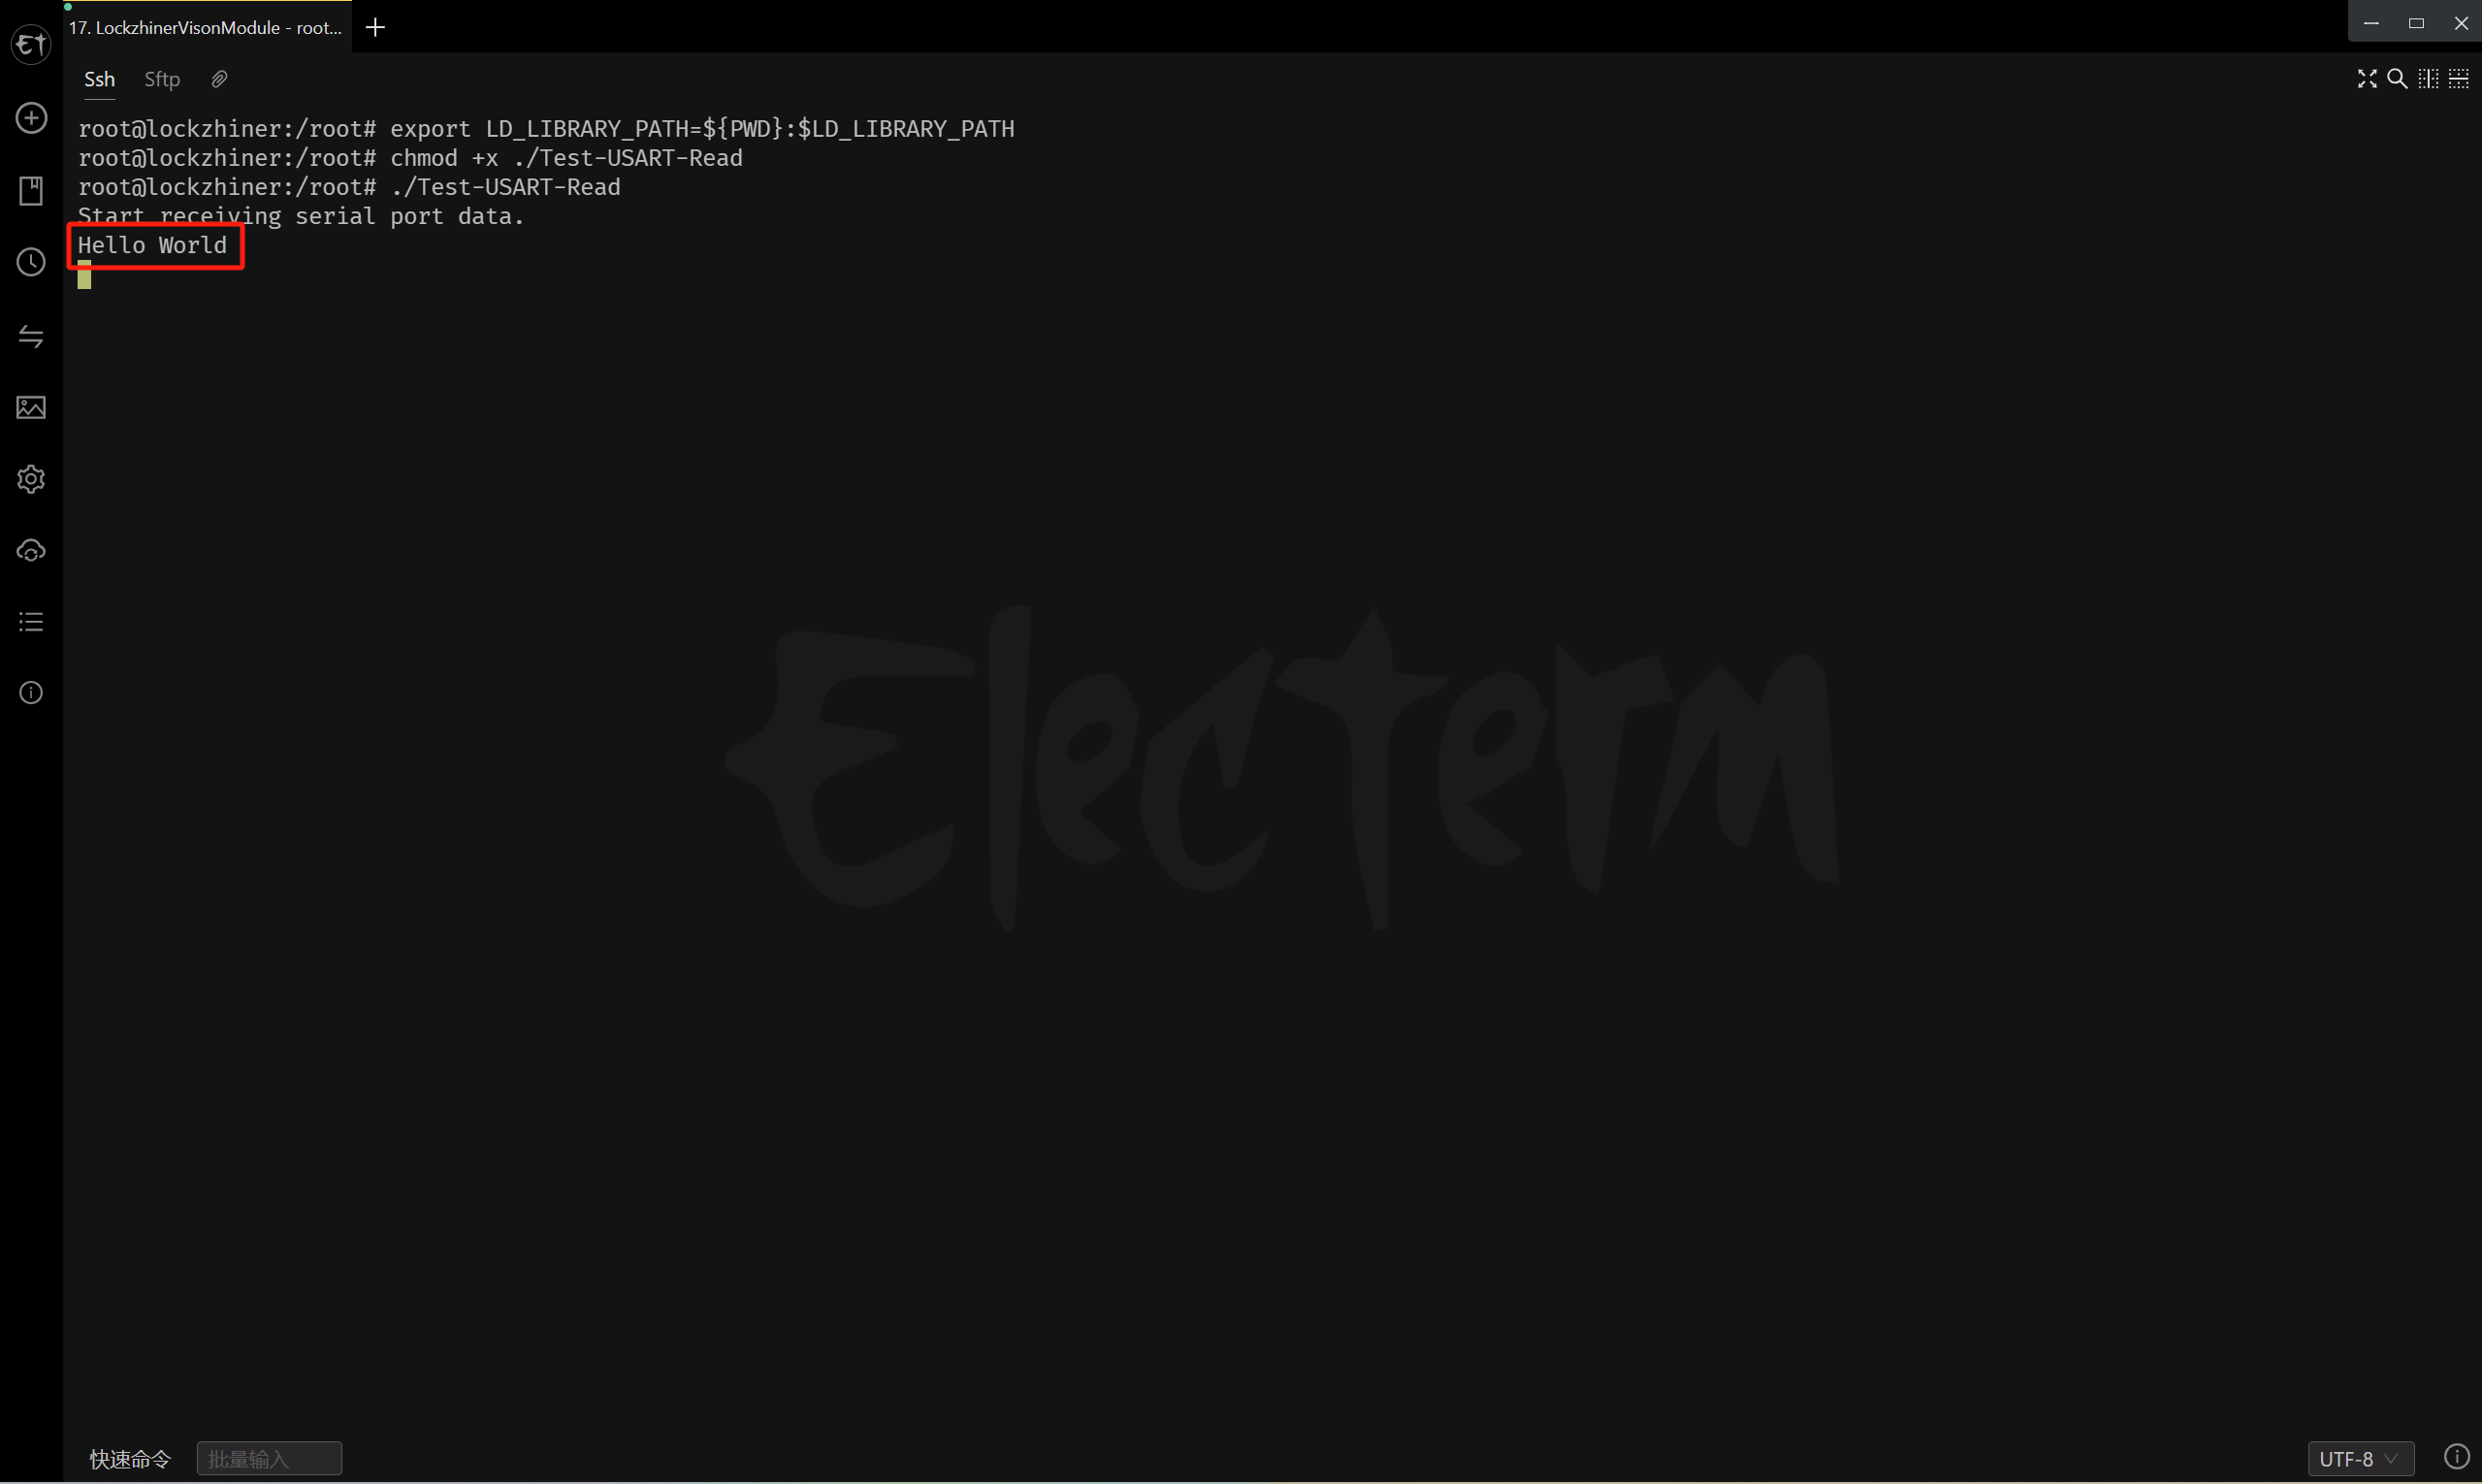 17. LockzhinerVisonModule - root...
Ssh Sftp
root@lockzhiner:/root# export LD_LIBRARY_PATH=${PWD}:$LD_LIBRARY_PATH
root@lockzhiner:/root# chmod +x ./Test-USART-Read
root@lockzhiner:/root# ./Test-USART-Read
Start receiving serial port data.
Hello World
Electerm
快速命令 批量输入 UTF-8